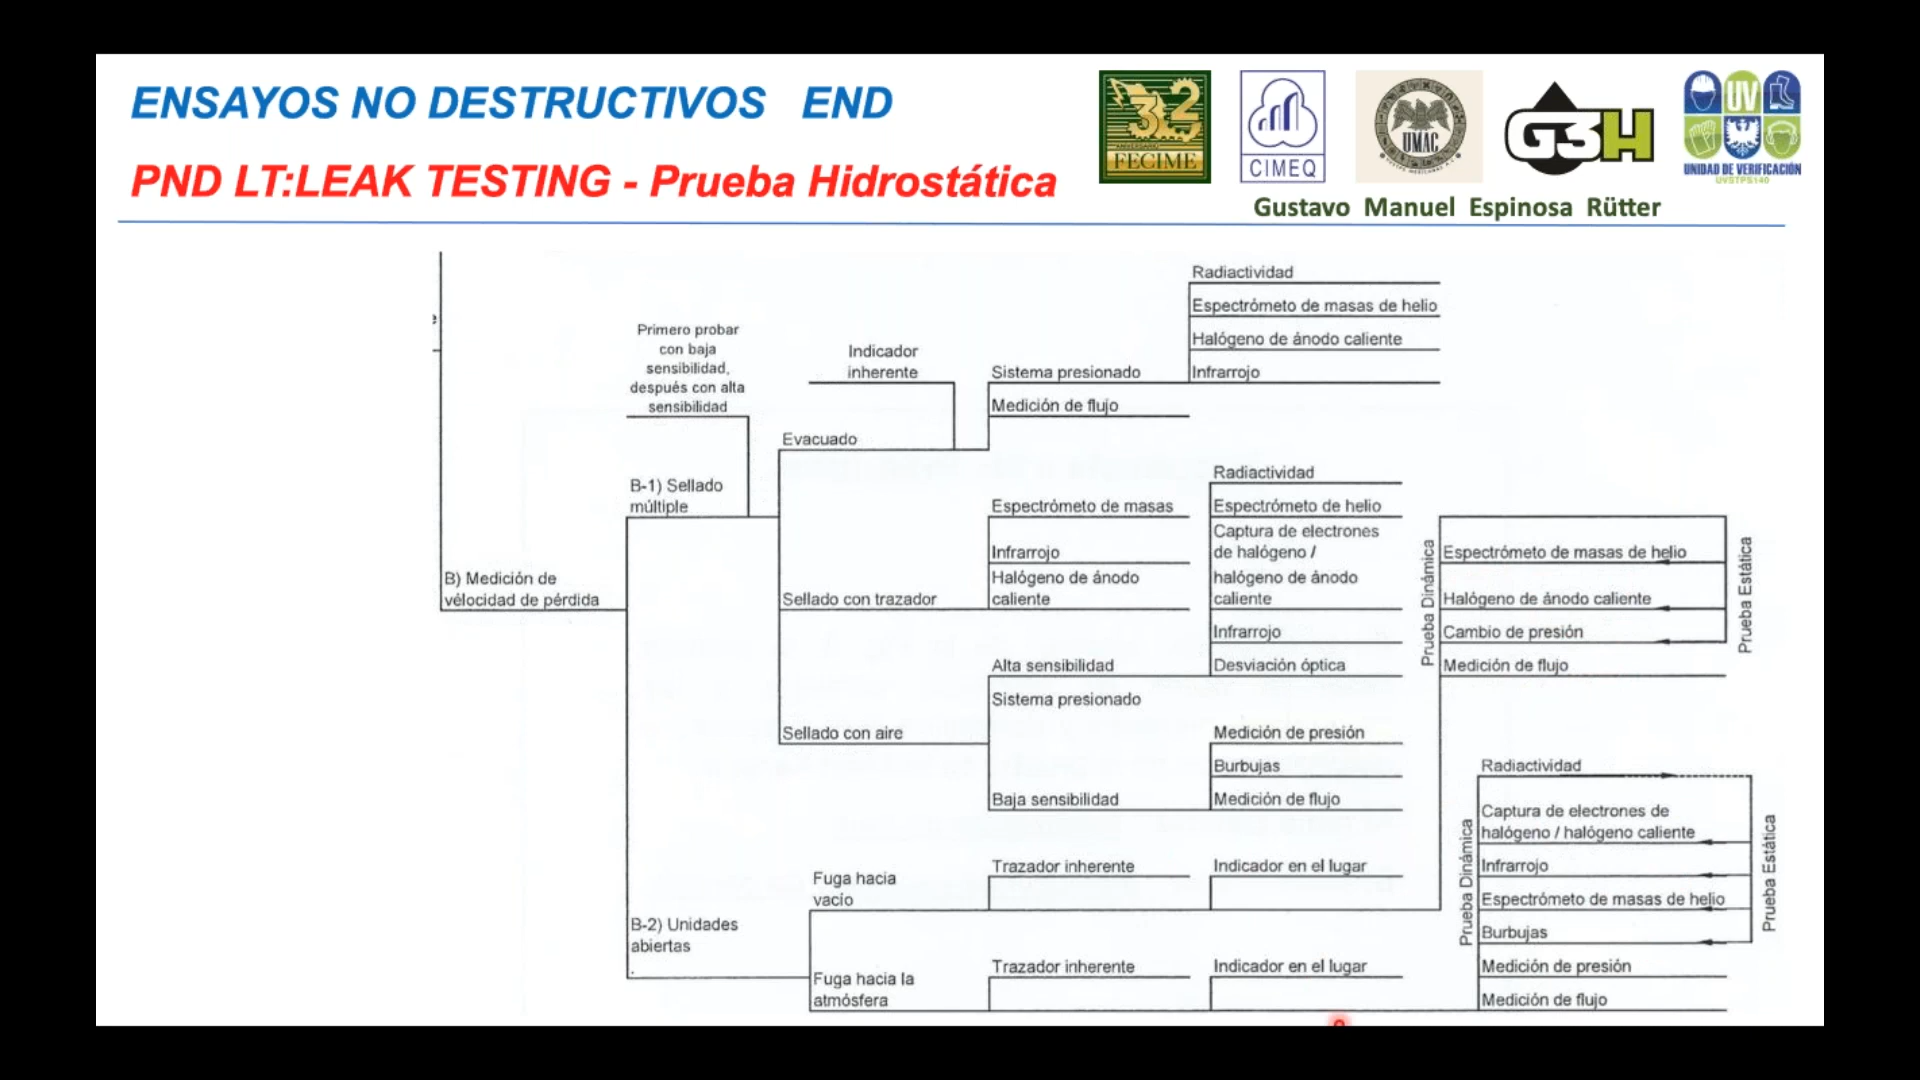 ENSAYOS NO DESTRUCTIVOS END
PND LT:LEAK TESTING - Prueba Hidrostática
32
ANIVERSARIO
FECIME
CIMEQ
UMAC
G3H
UV
UNIDAD DE VERIFICACIÓN
UVSTPS140
Gustavo Manuel Espinosa Rütter
Radiactividad
Espectrómeto de masas de helio
Halógeno de ánodo caliente
Infrarrojo
Primero probar
con baja
sensibilidad,
después con alta
sensibilidad
Indicador
inherente
Sistema presionado
Medición de flujo
Evacuado
B-1) Sellado
múltiple
Radiactividad
Espectrómeto de masas
Espectrómeto de helio
Captura de electrones
de halógeno /
halógeno de ánodo
caliente
Infrarrojo
Desviación óptica
Infrarrojo
Halógeno de ánodo
caliente
B) Medición de
vélocidad de pérdida
Sellado con trazador
Prueba Dinámica
Espectrómeto de masas de helio
Halógeno de ánodo caliente
Cambio de presión
Medición de flujo
Prueba Estática
Alta sensibilidad
Sistema presionado
Sellado con aire
Medición de presión
Burbujas
Baja sensibilidad
Medición de flujo
Radiactividad
Captura de electrones de
halógeno / halógeno caliente
Infrarrojo
Espectrómeto de masas de helio
Burbujas
Medición de presión
Medición de flujo
Prueba Dinámica
Prueba Estática
Fuga hacia
vacío
Trazador inherente
Indicador en el lugar
B-2) Unidades
abiertas
Fuga hacia la
atmósfera
Trazador inherente
Indicador en el lugar